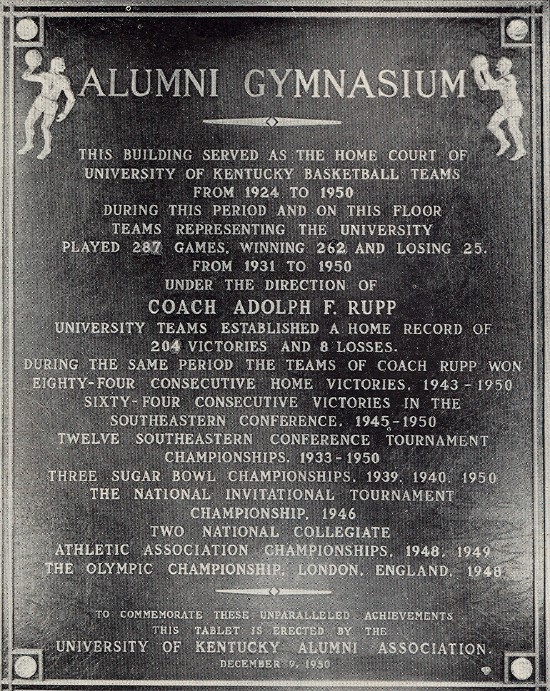 ALUMNI GYMNASIUM
THIS BUILDING SERVED AS THE HOME COURT OF
UNIVERSITY OF KENTUCKY BASKETBALL TEAMS
FROM 1924 TO 1950
DURING THIS PERIOD AND ON THIS FLOOR
TEAMS REPRESENTING THE UNIVERSITY
PLAYED 287 GAMES, WINNING 262 AND LOSING 25.
FROM 1931 TO 1950
UNDER THE DIRECTION OF
COACH ADOLPH F. RUPP
UNIVERSITY TEAMS ESTABLISHED A HOME RECORD OF
204 VICTORIES AND 8 LOSSES.
DURING THE SAME PERIOD THE TEAMS OF COACH RUPP WON
EIGHTY-FOUR CONSECUTIVE HOME VICTORIES, 1943-1950
SIXTY-FOUR CONSECUTIVE VICTORIES IN THE
SOUTHEASTERN CONFERENCE, 1945-1950
TWELVE SOUTHEASTERN CONFERENCE TOURNAMENT
CHAMPIONSHIPS, 1933-1950
THREE SUGAR BOWL CHAMPIONSHIPS, 1939, 1940, 1950
THE NATIONAL INVITATIONAL TOURNAMENT
CHAMPIONSHIP, 1946
TWO NATIONAL COLLEGIATE
ATHLETIC ASSOCIATION CHAMPIONSHIPS, 1948, 1949
THE OLYMPIC CHAMPIONSHIP, LONDON, ENGLAND, 1948
TO COMMEMORATE THESE UNPARALLELED ACHIEVEMENTS
THIS TABLET IS ERECTED BY THE
UNIVERSITY OF KENTUCKY ALUMNI ASSOCIATION.
DECEMBER 9, 1950